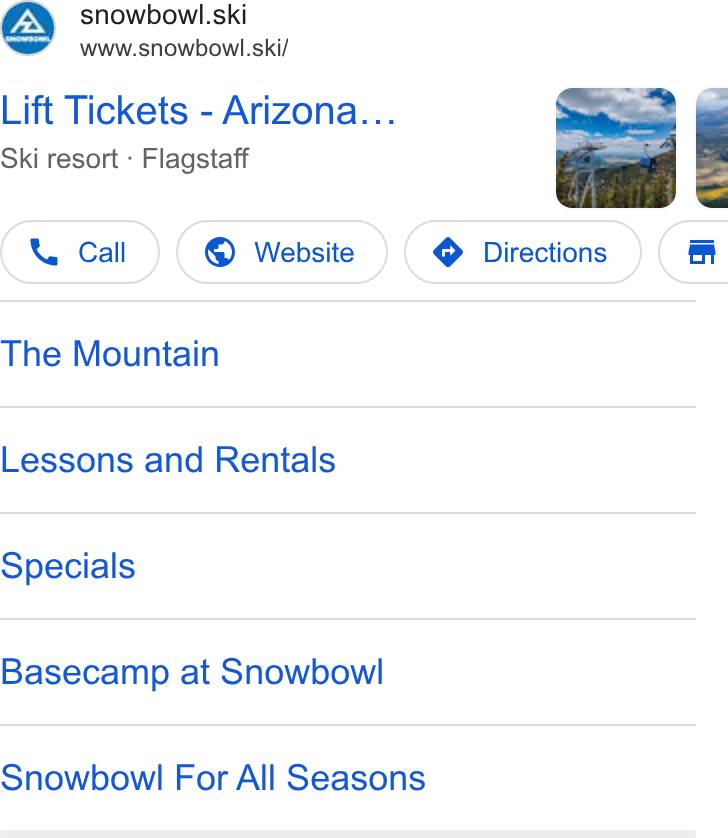 snowbowl.ski
www.snowbowl.ski/
Lift Tickets - Arizona…
Ski resort · Flagstaff
Call
Website
Directions
The Mountain
Lessons and Rentals
Specials
Basecamp at Snowbowl
Snowbowl For All Seasons